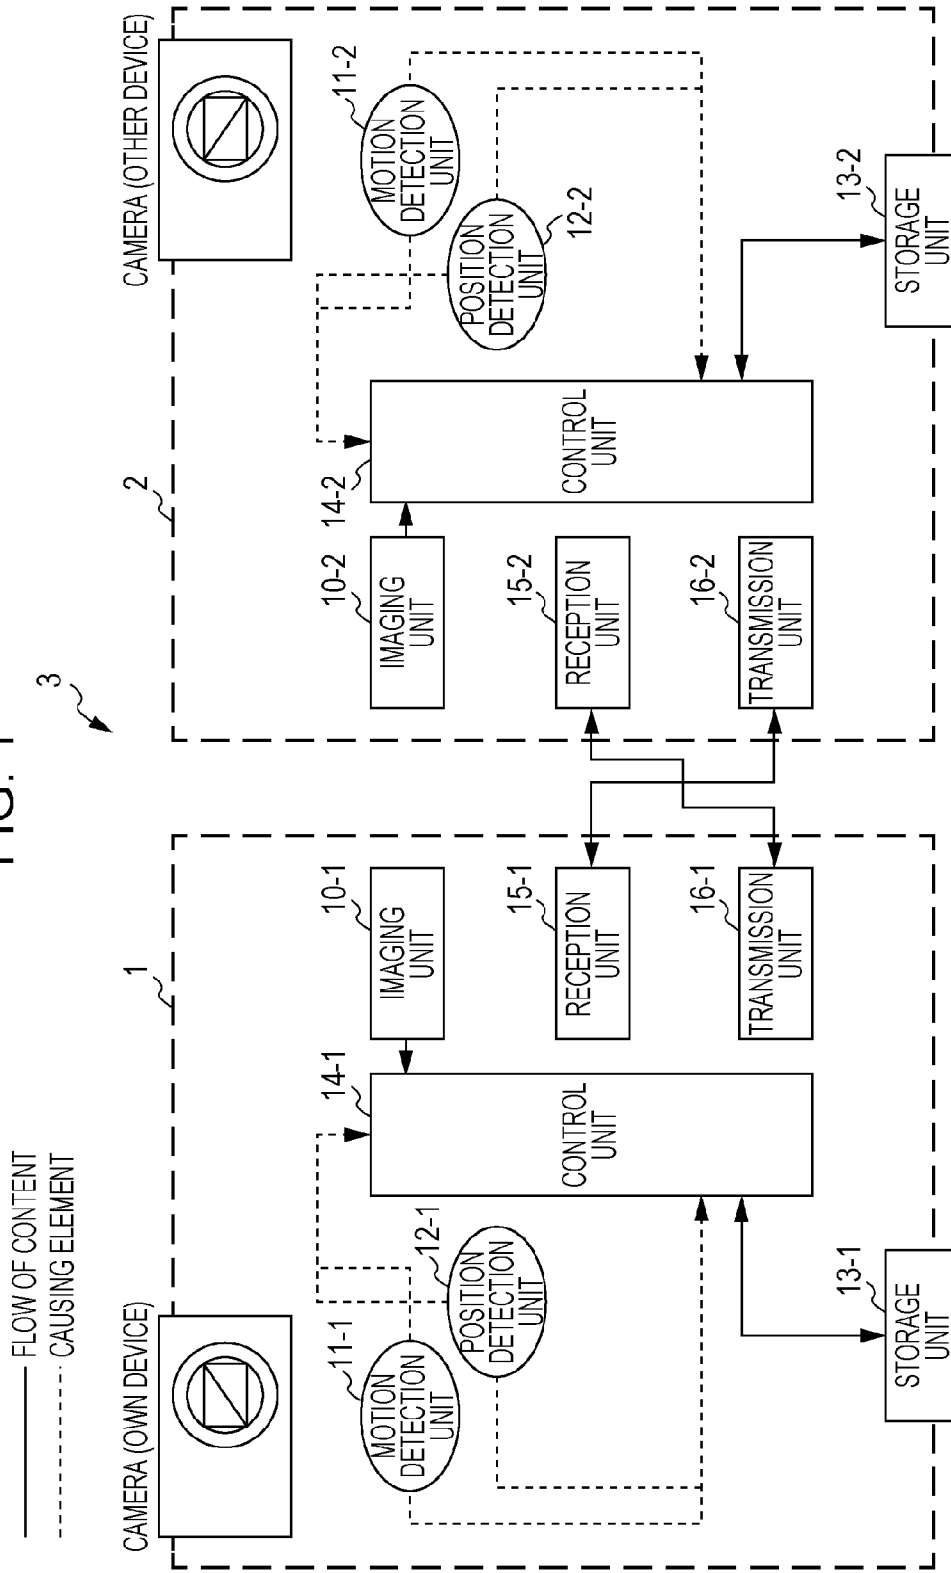 FLOW OF CONTENT
CAUSING ELEMENT
3
CAMERA (OWN DEVICE)
1
11-1
MOTION
DETECTION
UNIT
12-1
POSITION
DETECTION
UNIT
14-1
CONTROL
UNIT
10-1
IMAGING
UNIT
15-1
RECEPTION
UNIT
16-1
TRANSMISSION
UNIT
13-1
STORAGE
UNIT
CAMERA (OTHER DEVICE)
2
10-2
IMAGING
UNIT
15-2
RECEPTION
UNIT
16-2
TRANSMISSION
UNIT
14-2
CONTROL
UNIT
11-2
MOTION
DETECTION
UNIT
12-2
POSITION
DETECTION
UNIT
13-2
STORAGE
UNIT